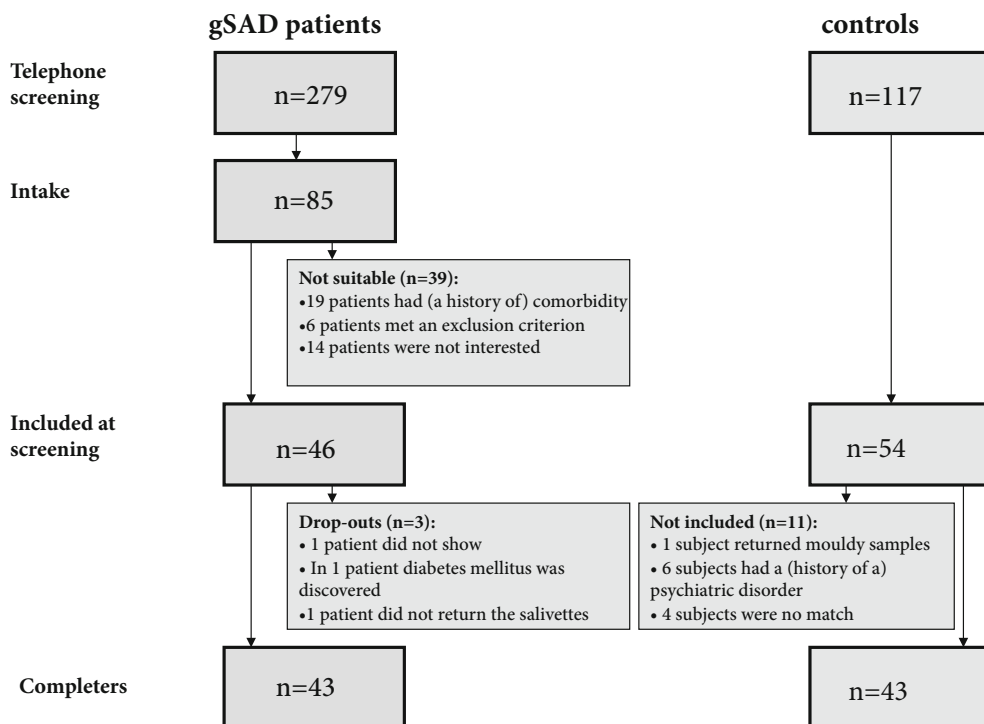 gSAD patients
controls
Telephone
screening
n=279
n=117
Intake
n=85
Not suitable (n=39):
•19 patients had (a history of) comorbidity
•6 patients met an exclusion criterion
•14 patients were not interested
Included at
screening
n=46
n=54
Drop-outs (n=3):
• 1 patient did not show
• In 1 patient diabetes mellitus was
discovered
•1 patient did not return the salivettes
Not included (n=11):
• 1 subject returned mouldy samples
• 6 subjects had a (history of a)
psychiatric disorder
• 4 subjects were no match
Completers
n=43
n=43